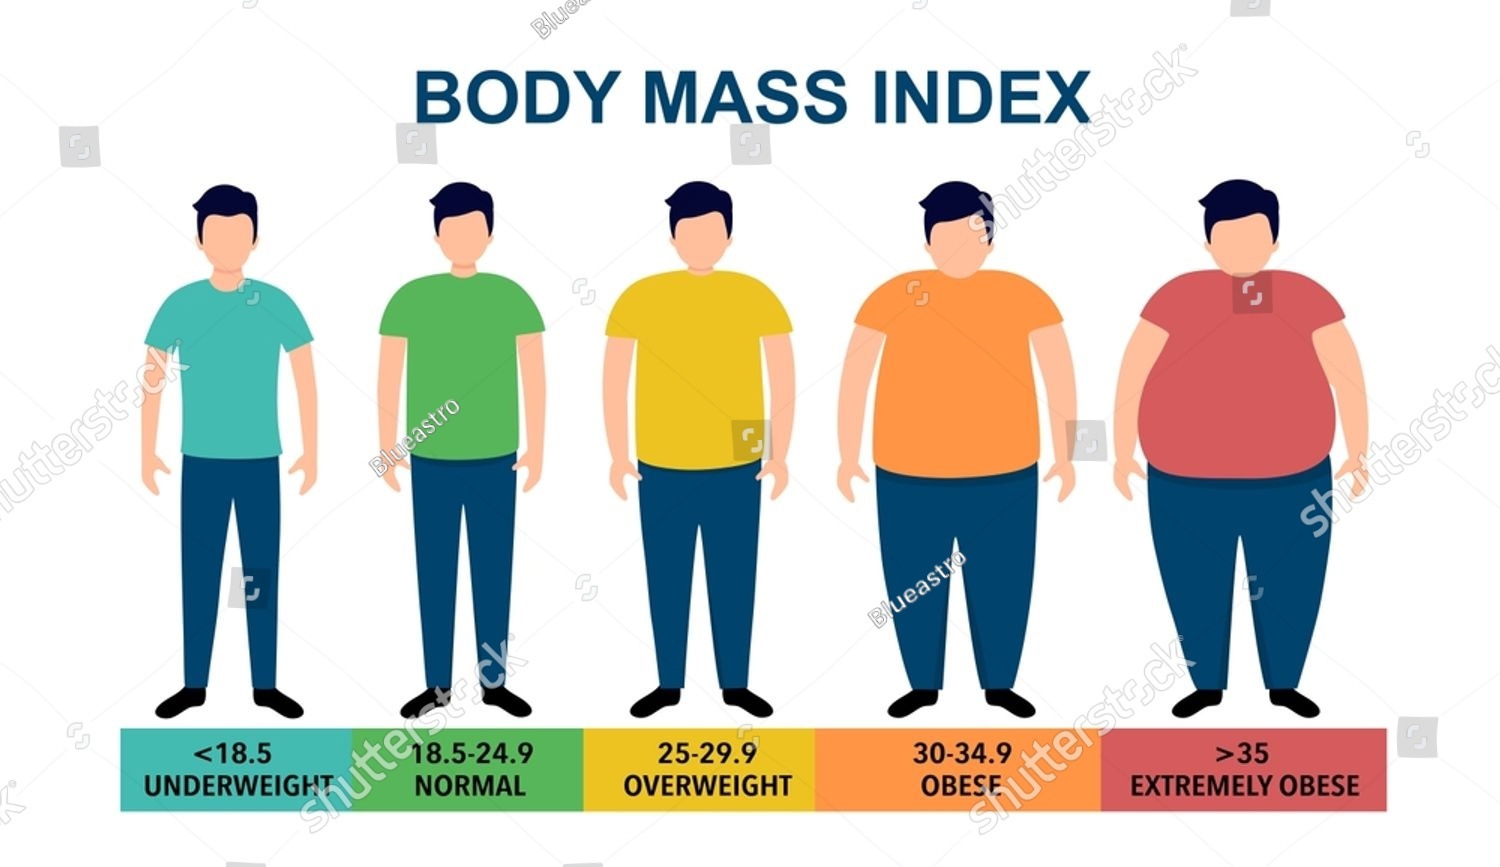 Blueastro
BODY MASS INDEX
shutterstock
shutterstock
Blueastro
shutterstock
Blueastro
shutterstock
shutterstock
<18.5
UNDERWEIGHT
18.5-24.9
NORMAL
25-29.9
OVERWEIGHT
30-34.9
OBESE
>35
EXTREMELY OBESE